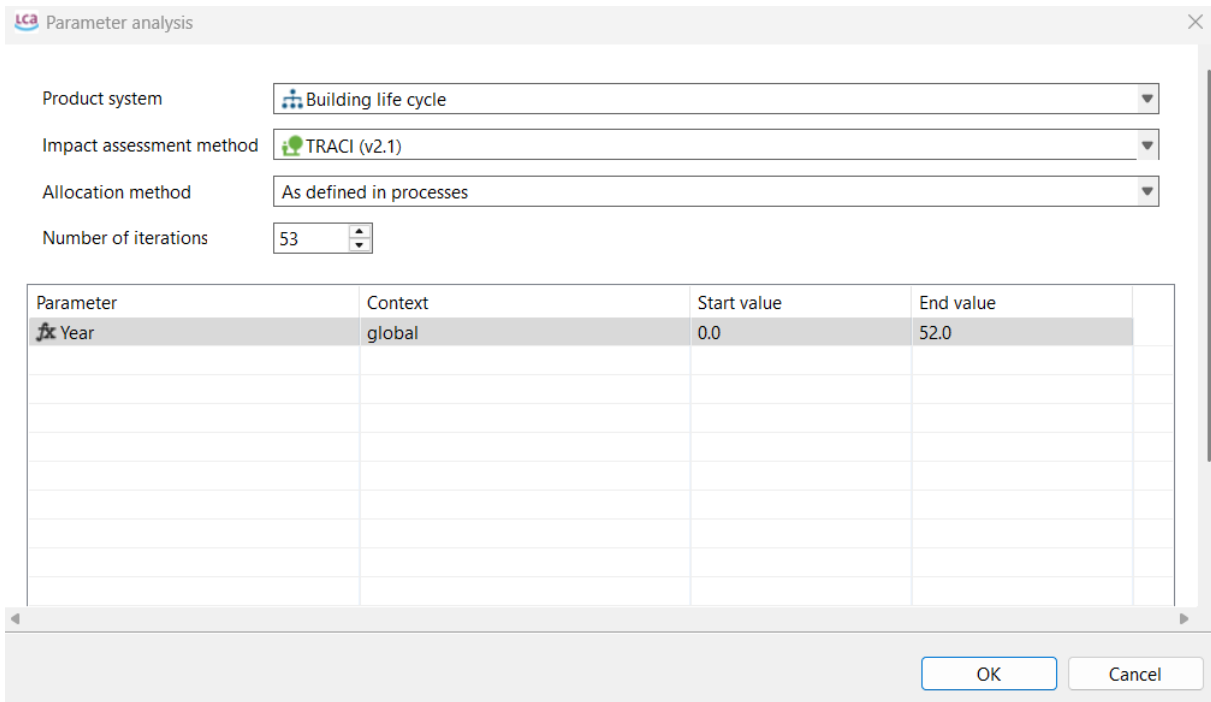 LCA Parameter analysis
Product system Building life cycle
Impact assessment method TRACI (v2.1)
Allocation method As defined in processes
Number of iterations 53
Parameter Context Start value End value
fx Year global 0.0 52.0
OK Cancel